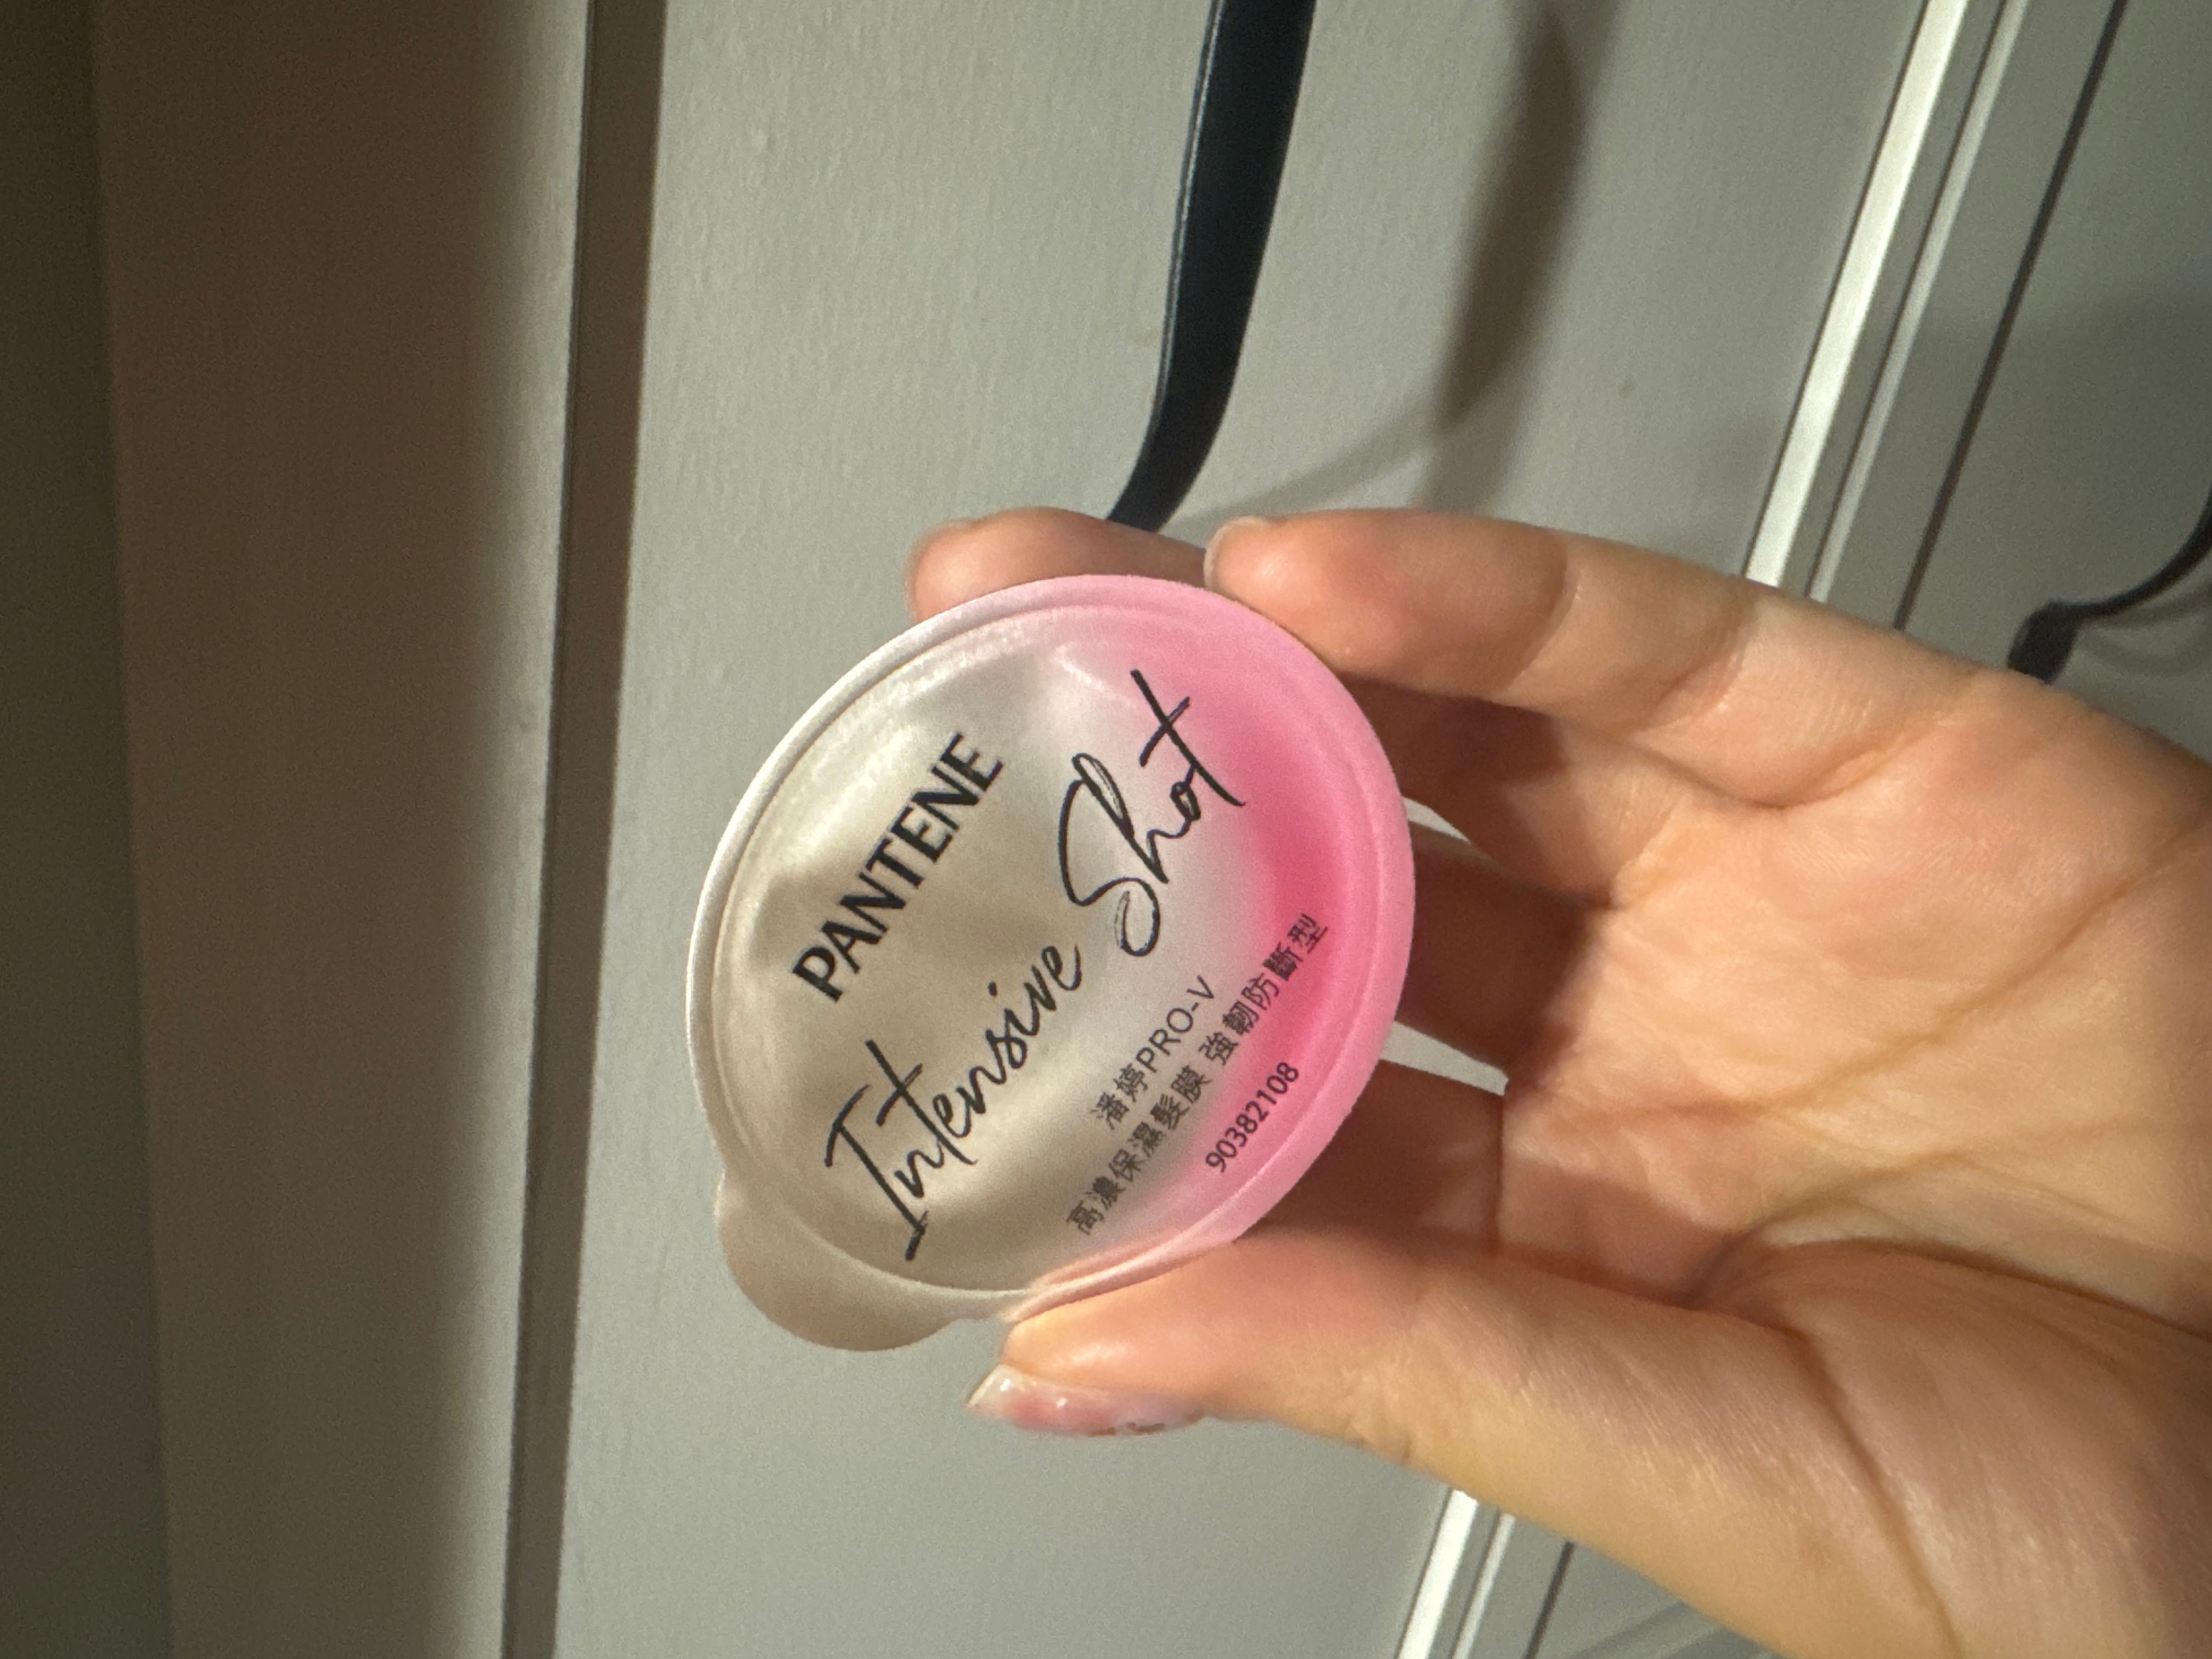 PANTENE
Intensive Shot
潘婷PRO-V
高濃保濕髮膜 強韌防斷型
90382108